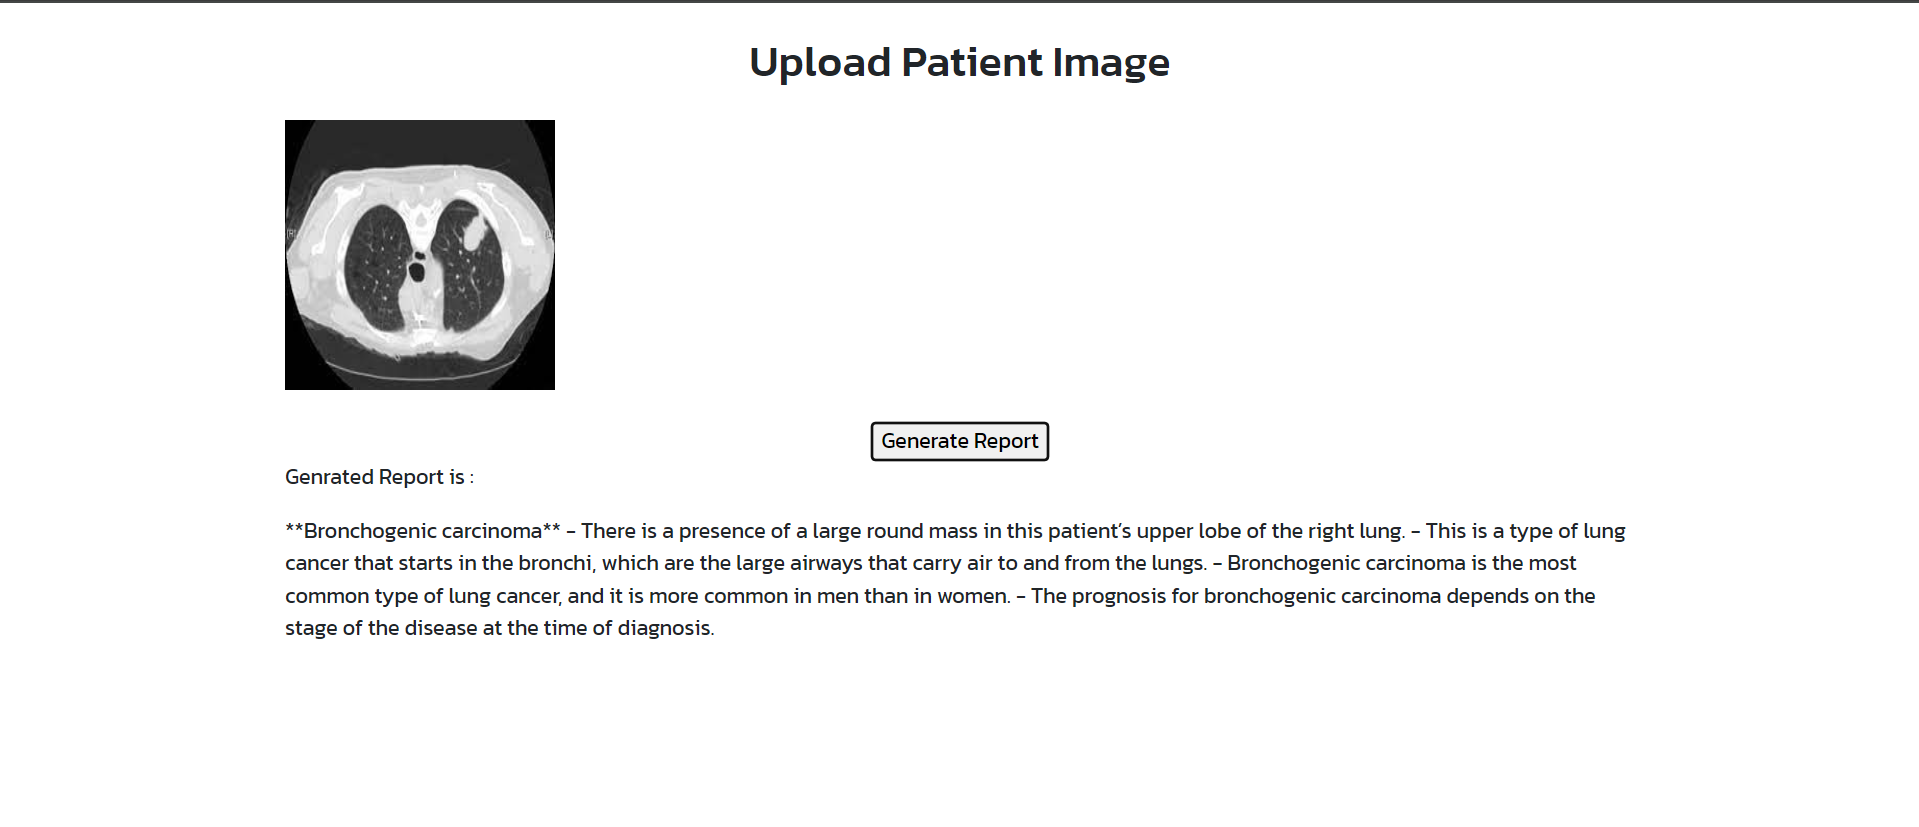 Upload Patient Image
[R]
Generate Report
Genrated Report is :
**Bronchogenic carcinoma** - There is a presence of a large round mass in this patient's upper lobe of the right lung. - This is a type of lung
cancer that starts in the bronchi, which are the large airways that carry air to and from the lungs. - Bronchogenic carcinoma is the most
common type of lung cancer, and it is more common in men than in women. - The prognosis for bronchogenic carcinoma depends on the
stage of the disease at the time of diagnosis.